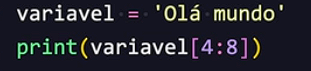 variavel = 'Olá mundo'
print(variavel[4:8])